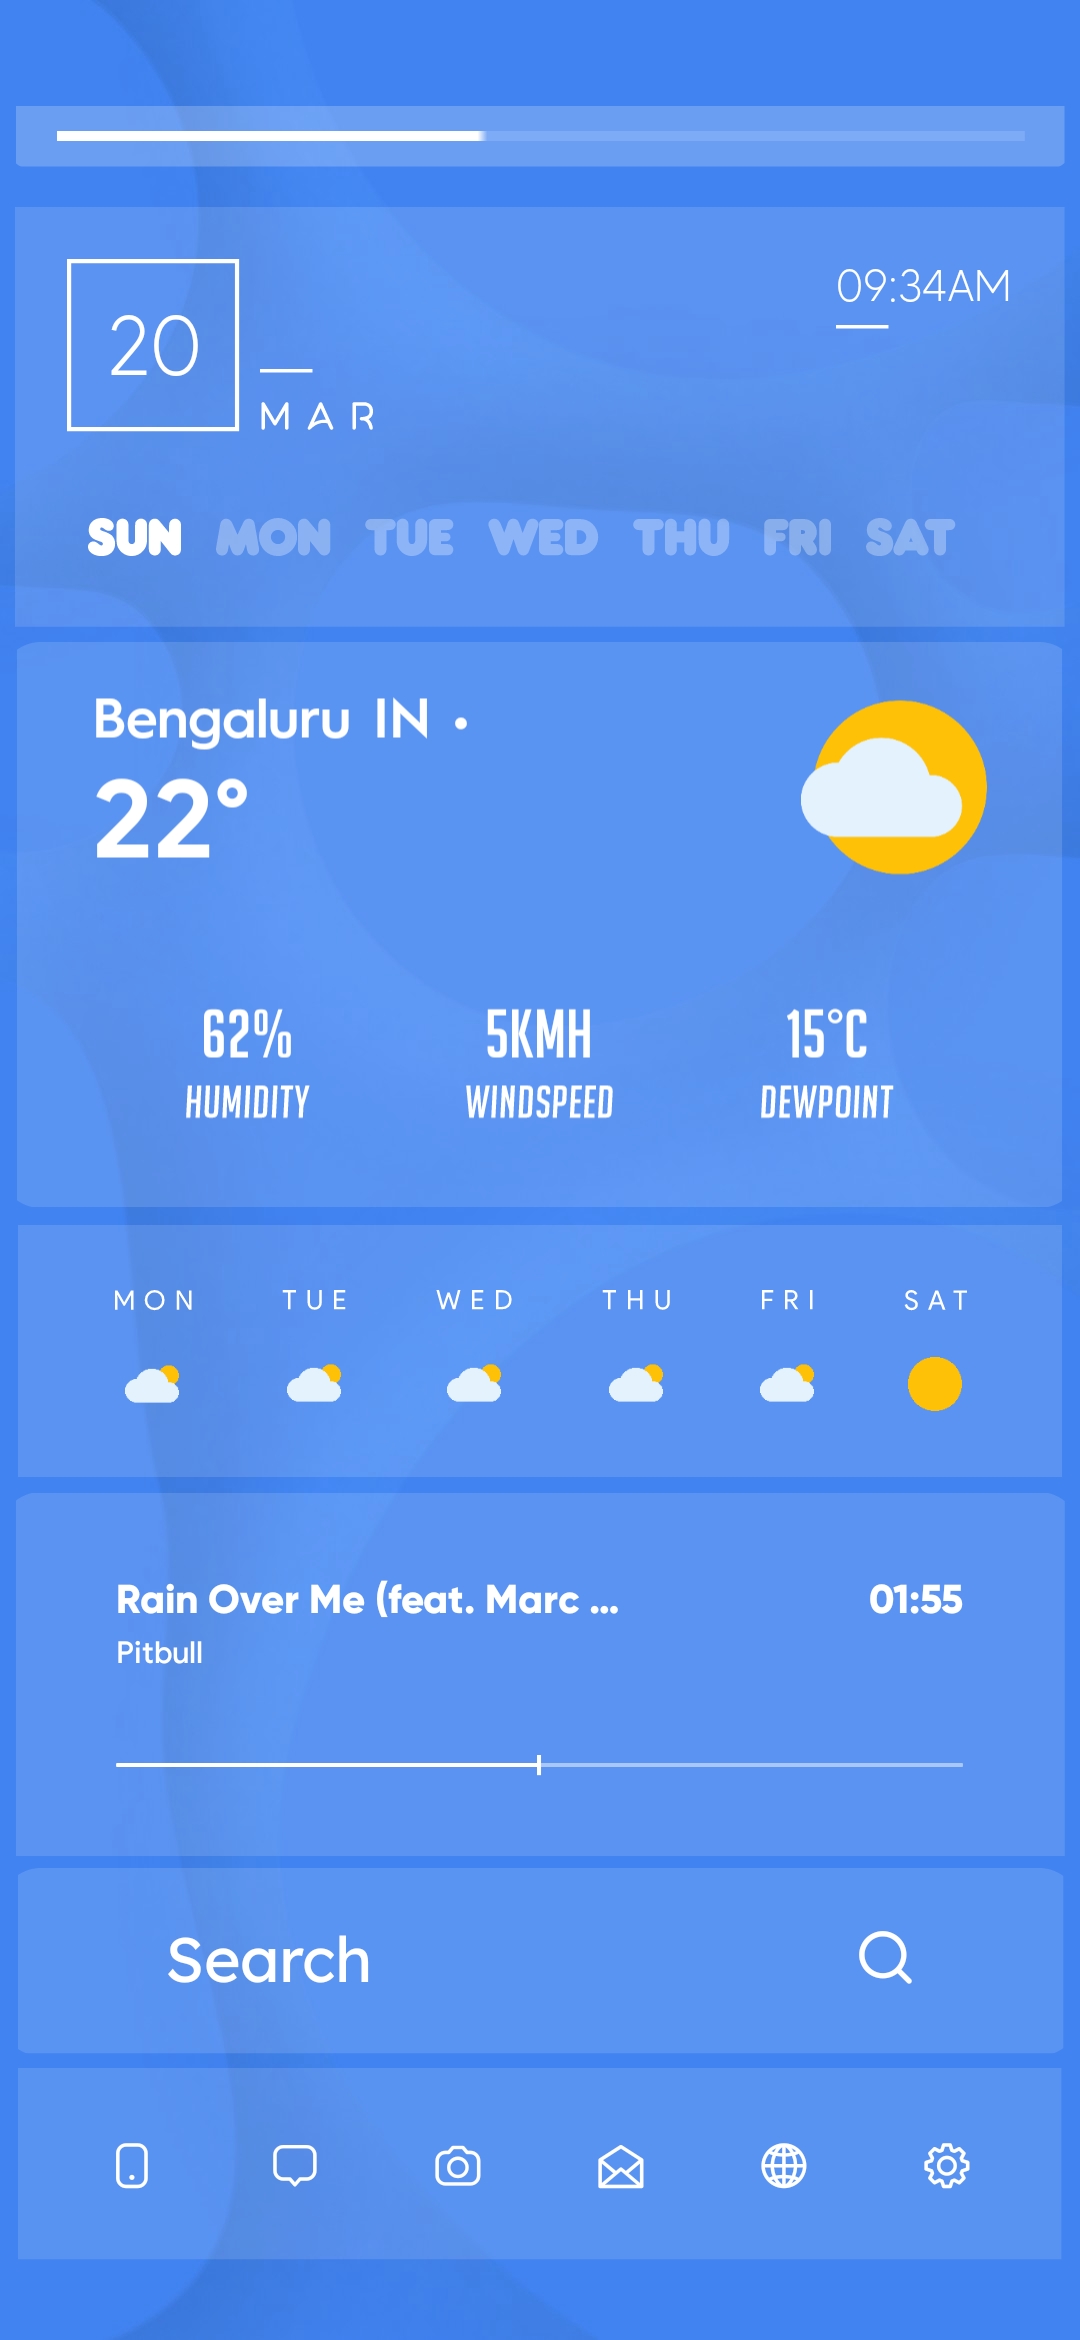 20
MAR
09:34AM
SUN MON TUE WED THU FRI SAT
Bengaluru IN •
22°
62% 5KMH 15°C
HUMIDITY WINDSPEED DEWPOINT
MON TUE WED THU FRI SAT
Rain Over Me (feat. Marc ... 01:55
Pitbull
Search